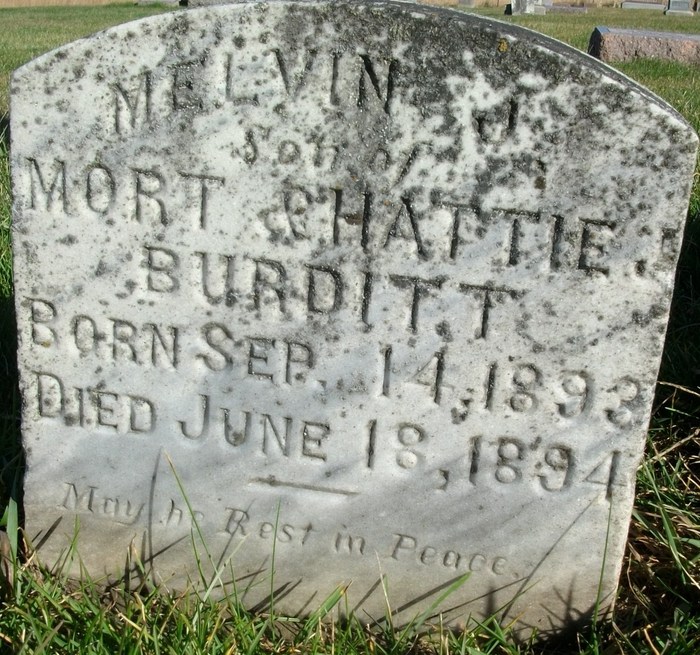 MELVIN J.
Son of
MORT & HATTIE
BURDITT
BORN SEP. 14, 1893
DIED JUNE 18, 1894
May he Rest in Peace.